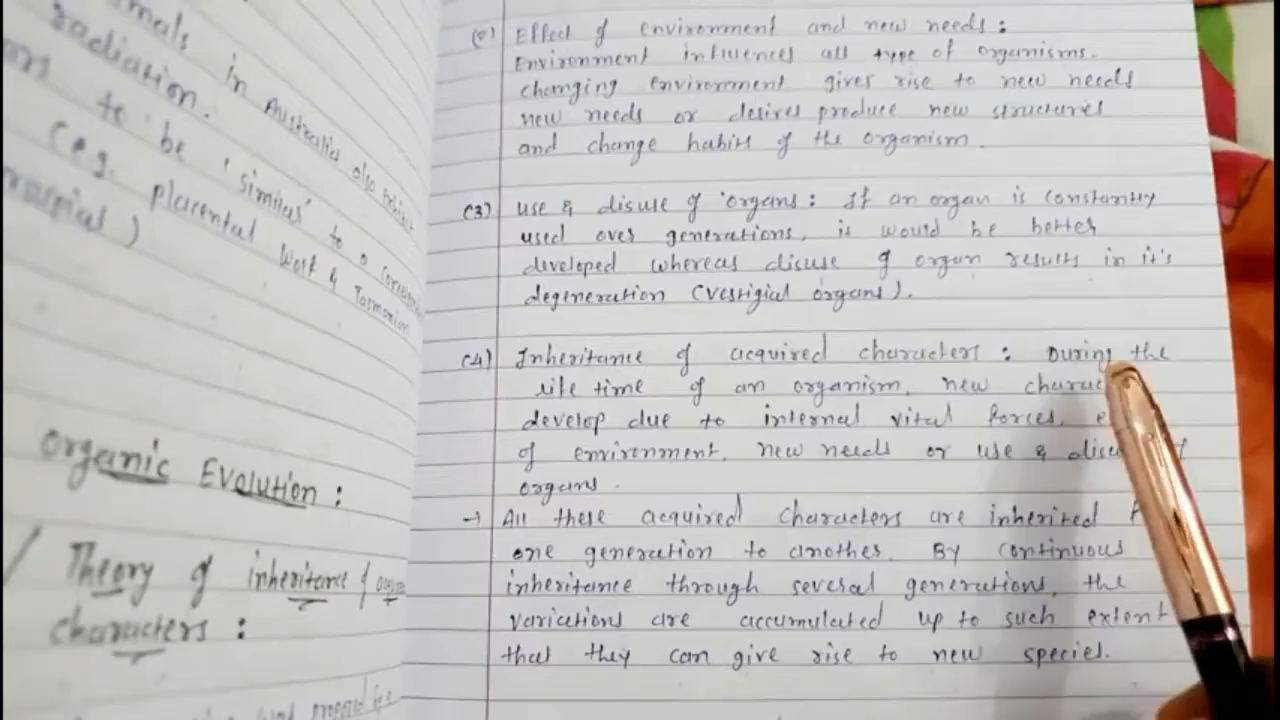 mals in Australia also
radiation.
to be 'similar' to a
(eg. placental Wolf & Tasmanian
)
Organic Evolution :
/ Theory of inheritance of
characters :
(2) Effect of environment and new needs :
Environment influences all type of organisms.
changing environment gives rise to new needs
new needs or desires produce new structures
and change habits of the organism.
(3) use & disuse of organs : If an organ is constantly
used over generations, is would be better
developed whereas disuse of organ results in it's
degeneration (vestigial organs).
(4) Inheritance of acquired characters : During the
life time of an organism, new charac
develop due to internal vital forces, e
of environment, new needs or use & disu f
organs.
→ All these acquired characters are inherited
one generation to another. By continuous
inheritance through several generations, the
variations are accumulated up to such extent
that they can give rise to new species.